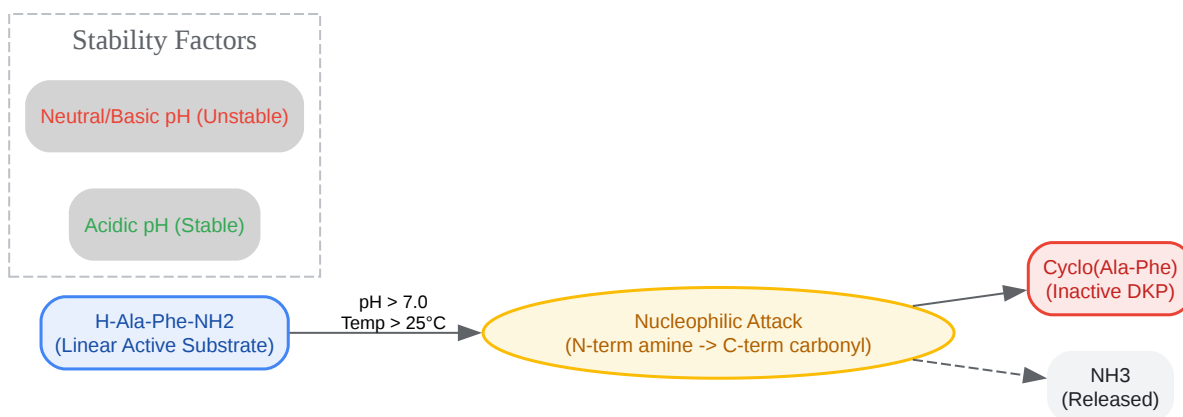 Stability Factors
Neutral/Basic pH (Unstable)
Acidic pH (Stable)
H-Ala-Phe-NH2
(Linear Active Substrate)
pH > 7.0
Temp > 25°C
Nucleophilic Attack
(N-term amine -> C-term carbonyl)
Cyclo(Ala-Phe)
(Inactive DKP)
NH3
(Released)